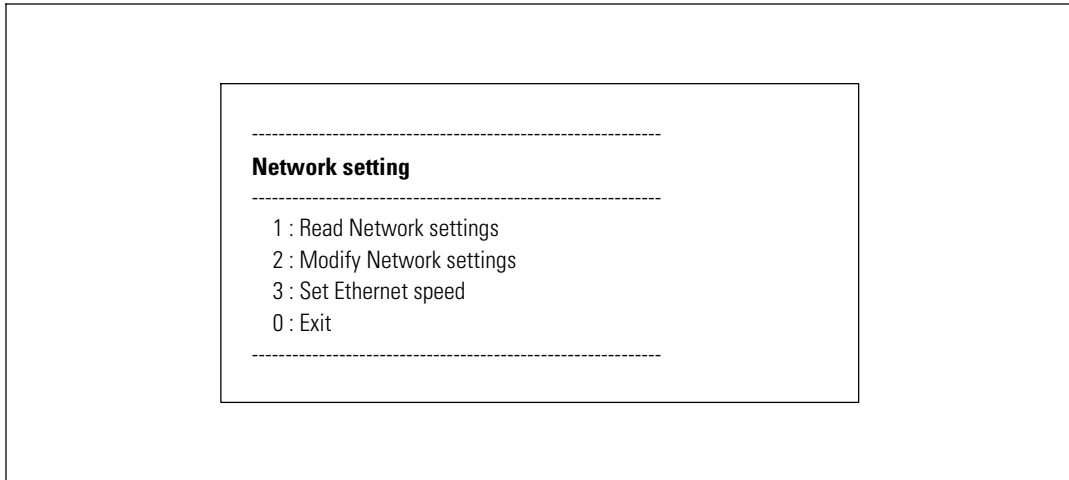 -------------------------------------------------------------
Network setting
-------------------------------------------------------------
1 : Read Network settings
2 : Modify Network settings
3 : Set Ethernet speed
0 : Exit
-------------------------------------------------------------